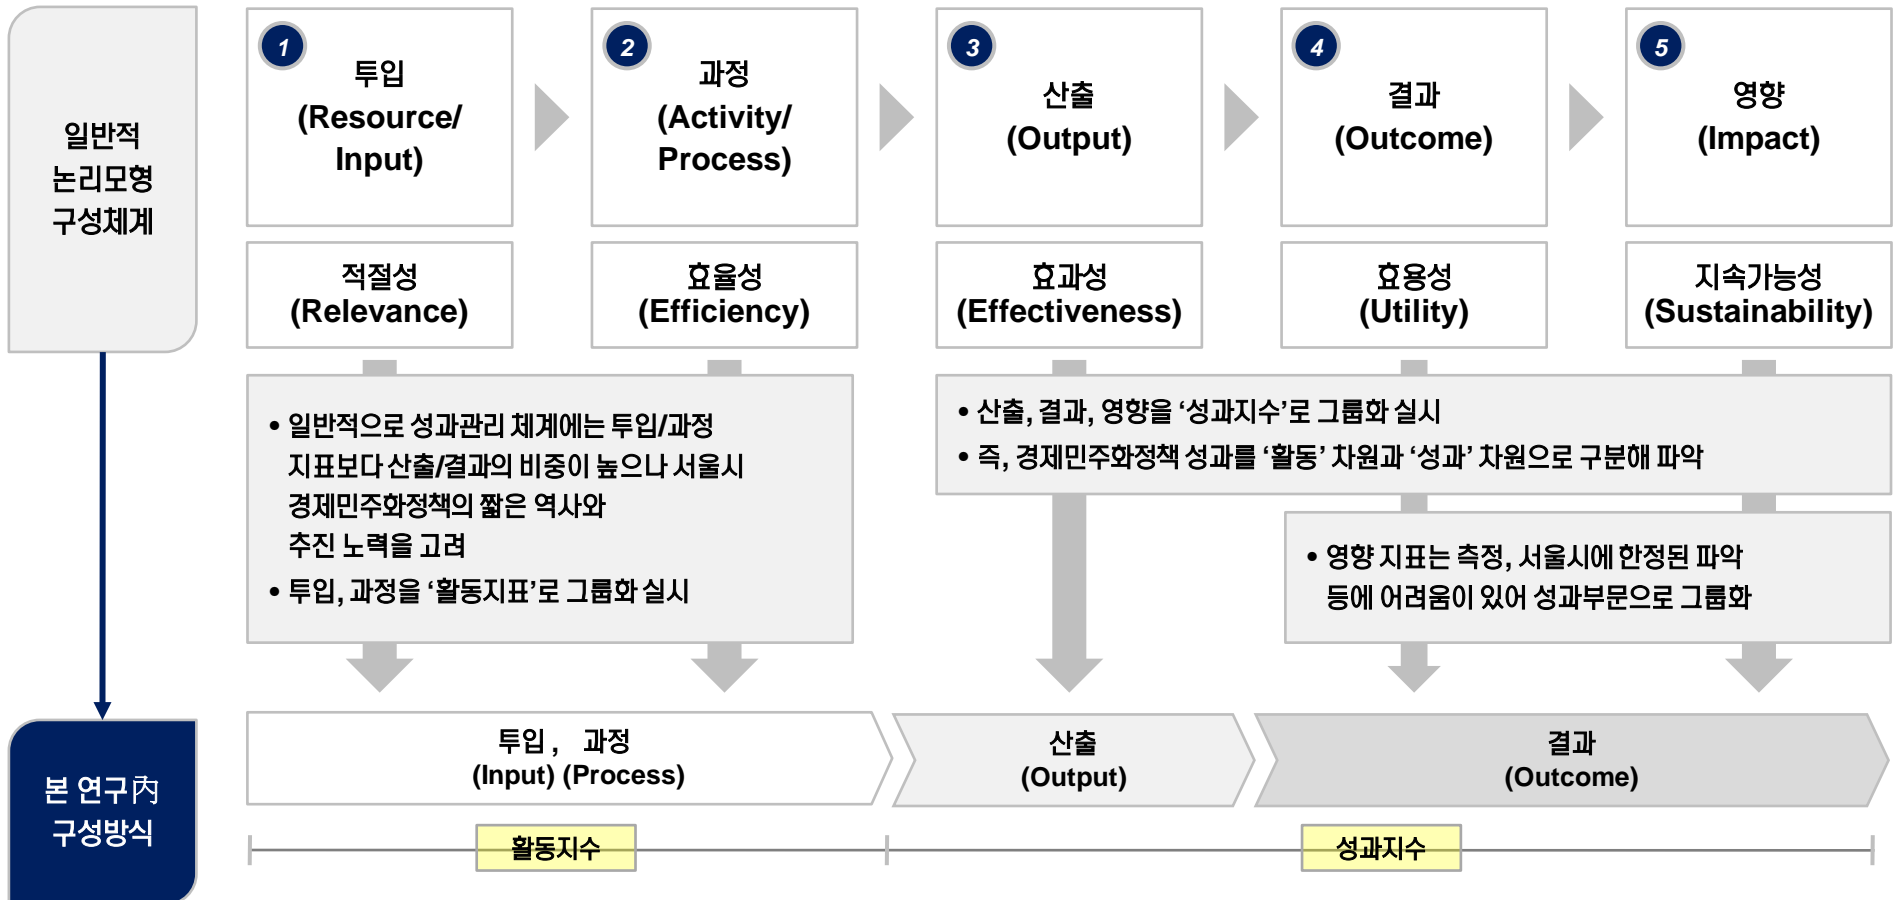 일반적
논리모형
구성체계
1
투입
(Resource/
Input)
2
과정
(Activity/
Process)
3
산출
(Output)
4
결과
(Outcome)
5
영향
(Impact)
적절성
(Relevance)
효율성
(Efficiency)
효과성
(Effectiveness)
효용성
(Utility)
지속가능성
(Sustainability)
• 일반적으로 성과관리 체계에는 투입/과정
지표보다 산출/결과의 비중이 높으나 서울시
경제민주화정책의 짧은 역사와
추진 노력을 고려
• 투입, 과정을 ‘활동지표’로 그룹화 실시
• 산출, 결과, 영향을 ‘성과지수’로 그룹화 실시
• 즉, 경제민주화정책 성과를 ‘활동’ 차원과 ‘성과’ 차원으로 구분해 파악
• 영향 지표는 측정, 서울시에 한정된 파악
등에 어려움이 있어 성과부문으로 그룹화
본 연구內
구성방식
투입 , 과정
(Input) (Process)
산출
(Output)
결과
(Outcome)
활동지수
성과지수